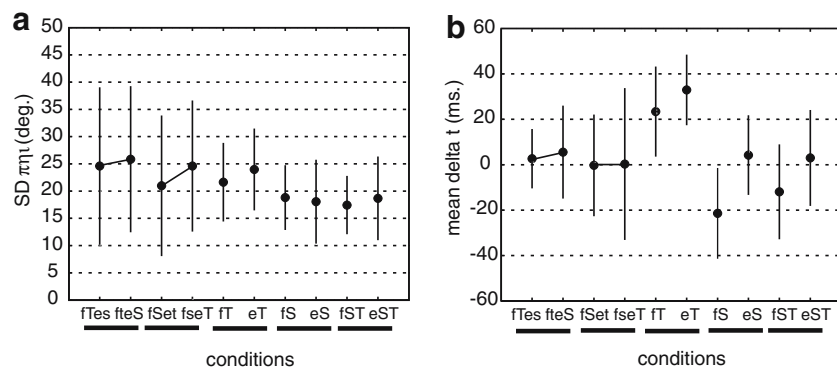 a
50
45
40
35
30
25
20
15
10
5
0
SD πηι (deg.)
fTes fteS fSet fseT fT eT fS eS fST eST
conditions
b
60
40
20
0
-20
-40
-60
mean delta t (ms.)
fTes fteS fSet fseT fT eT fS eS fST eST
conditions